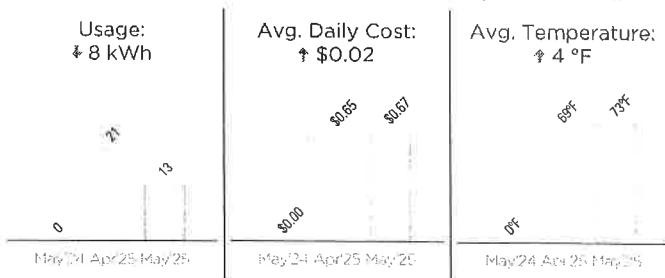 Usage:
↓ 8 kWh
21
13
0
May'24 Apr'25 May'25
Avg. Daily Cost:
↑ $0.02
$0.65
$0.67
$0.00
May'24 Apr'25 May'25
Avg. Temperature:
↑ 4 °F
69°F
73°F
0°F
May'24 Apr'25 May'25